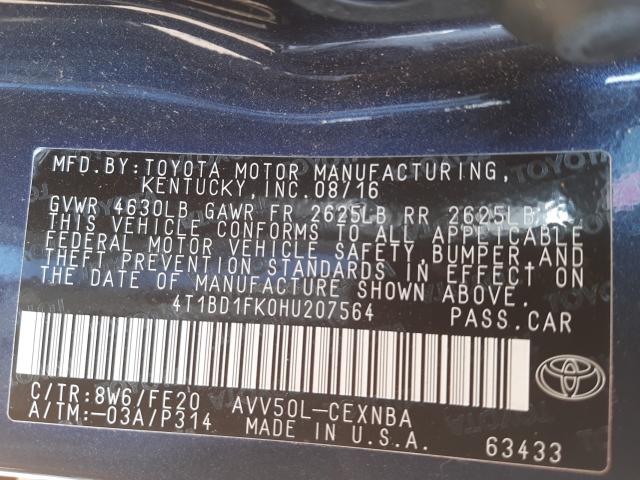 MFD.BY:TOYOTA MOTOR MANUFACTURING,
KENTUCKY, INC. 08/16
GVWR 4630LB GAWR FR 2625LB RR 2625LB
THIS VEHICLE CONFORMS TO ALL APPLICABLE
FEDERAL MOTOR VEHICLE SAFETY,BUMPER,AND
THEFT PREVENTION STANDARDS IN EFFECT ON
THE DATE OF MANUFACTURE SHOWN ABOVE.
4T1BD1FK0HU207564 PASS.CAR
C/TR:8W6/FE20 AVV50L-CEXNBA
A/TM:-03A/P314 MADE IN U.S.A. 63433
TOYOTA